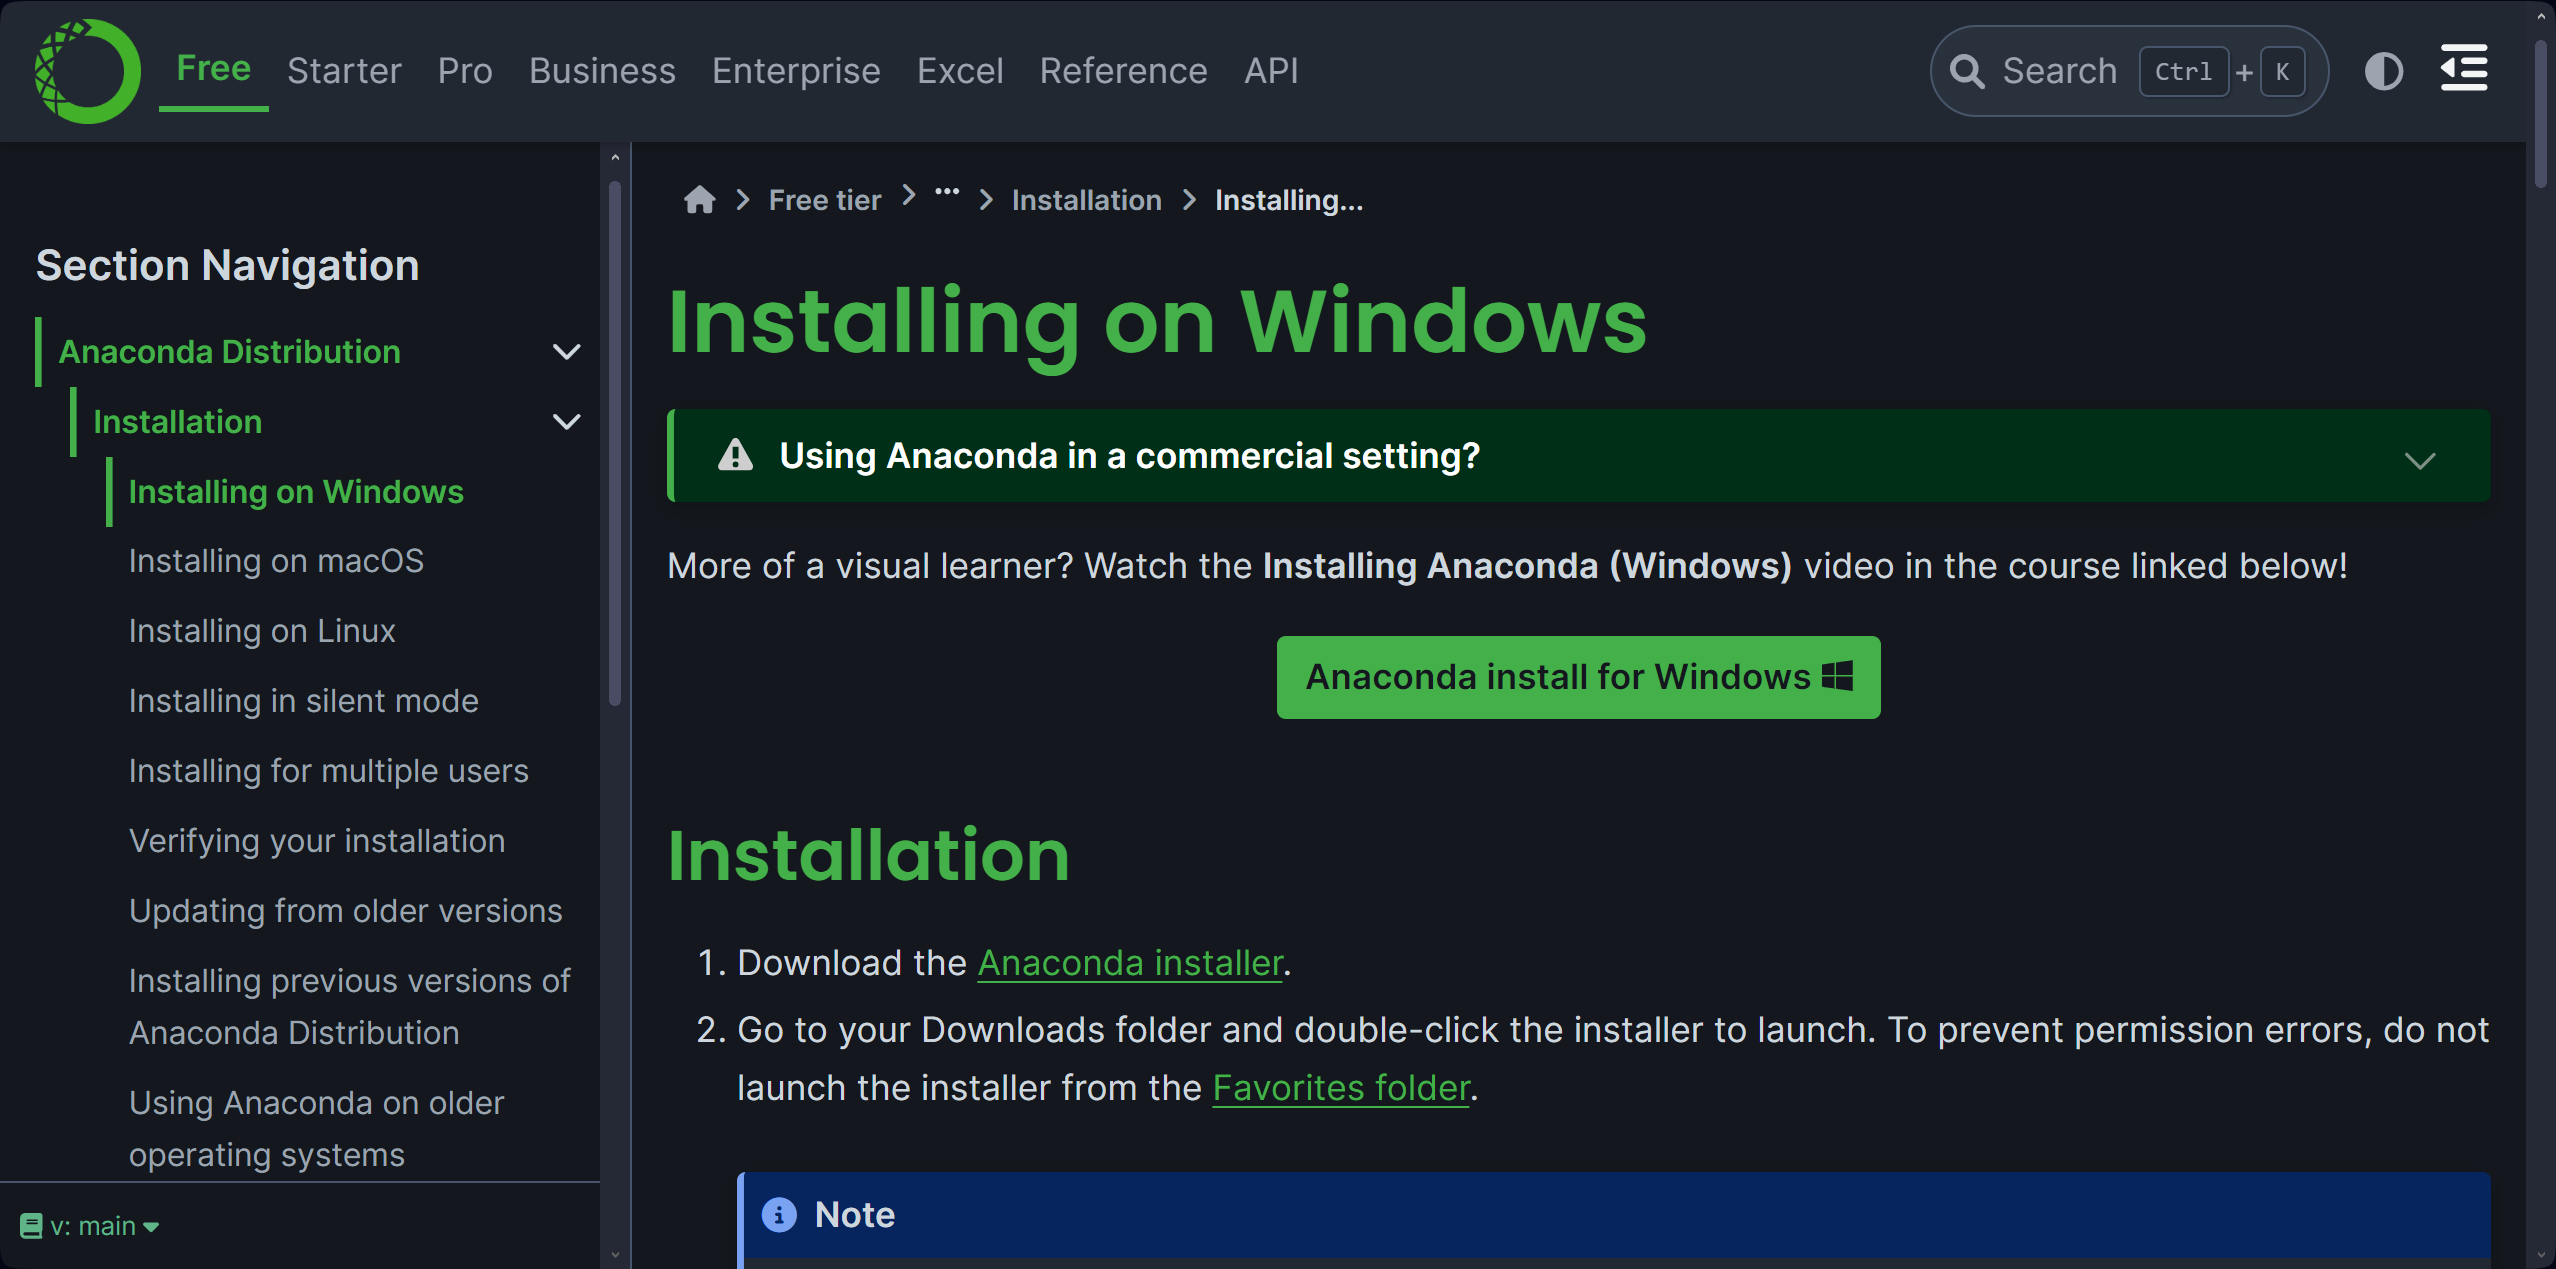 Free Starter Pro Business Enterprise Excel Reference API
Search Ctrl + K
Section Navigation
Anaconda Distribution
Installation
Installing on Windows
Installing on macOS
Installing on Linux
Installing in silent mode
Installing for multiple users
Verifying your installation
Updating from older versions
Installing previous versions of
Anaconda Distribution
Using Anaconda on older
operating systems
v: main
Free tier ... Installation Installing...
Installing on Windows
Using Anaconda in a commercial setting?
More of a visual learner? Watch the Installing Anaconda (Windows) video in the course linked below!
Anaconda install for Windows
Installation
1. Download the Anaconda installer.
2. Go to your Downloads folder and double-click the installer to launch. To prevent permission errors, do not
launch the installer from the Favorites folder.
Note